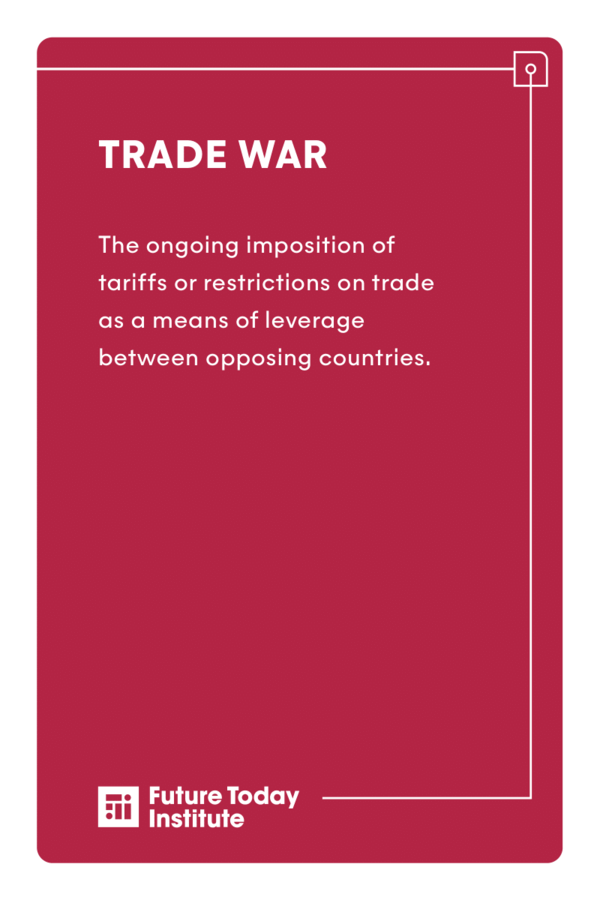 TRADE WAR
The ongoing imposition of
tariffs or restrictions on trade
as a means of leverage
between opposing countries.
Future Today
Institute